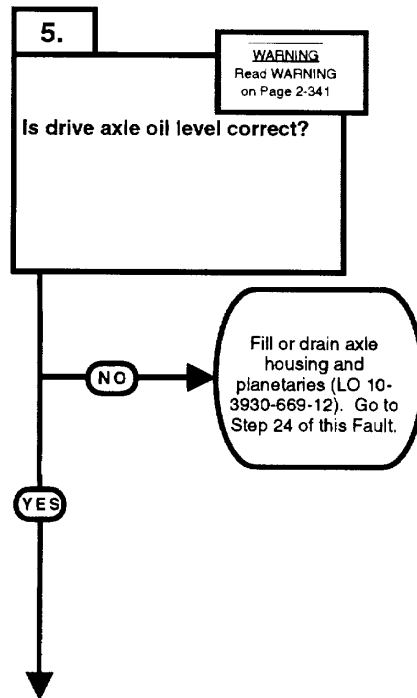 5.
WARNING
Read WARNING
on Page 2-341
Is drive axle oil level correct?
NO
Fill or drain axle
housing and
planetaries (LO 10-
3930-669-12). Go to
Step 24 of this Fault.
YES